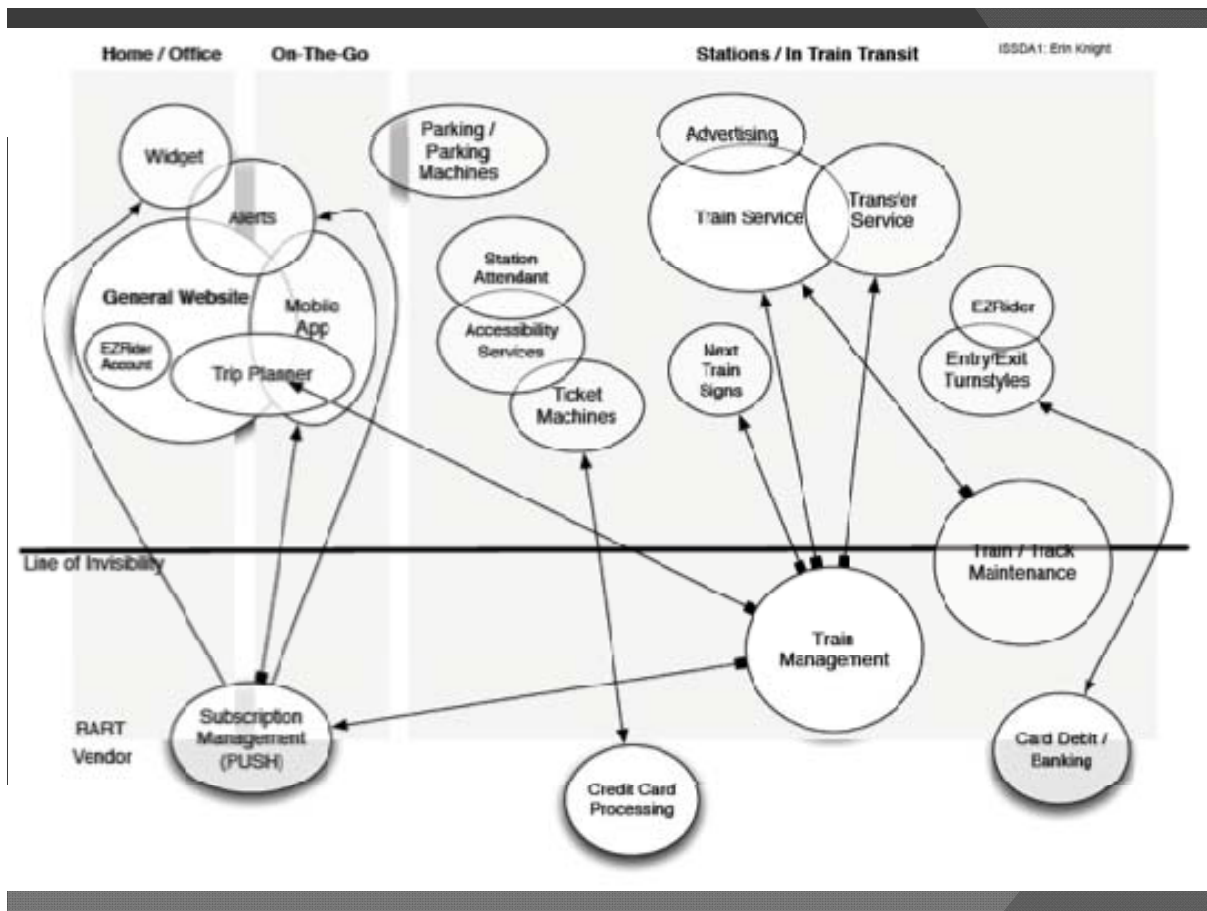 Home / Office
On-The-Go
Stations / In Train Transit
ISSDA1: Erin Knight
Widget
Alerts
General Website
EZRider
Account
Mobile
App
Trip Planner
Parking /
Parking
Machines
Station
Attendant
Accessibility
Services
Ticket
Machines
Advertising
Train Service
Transfer
Service
Next
Train
Signs
EZRider
Entry/Exit
Turnstyles
Line of Invisibility
Train / Track
Maintenance
Train
Management
BART
Vendor
Subscription
Management
(PUSH)
Credit Card
Processing
Card Debit /
Banking